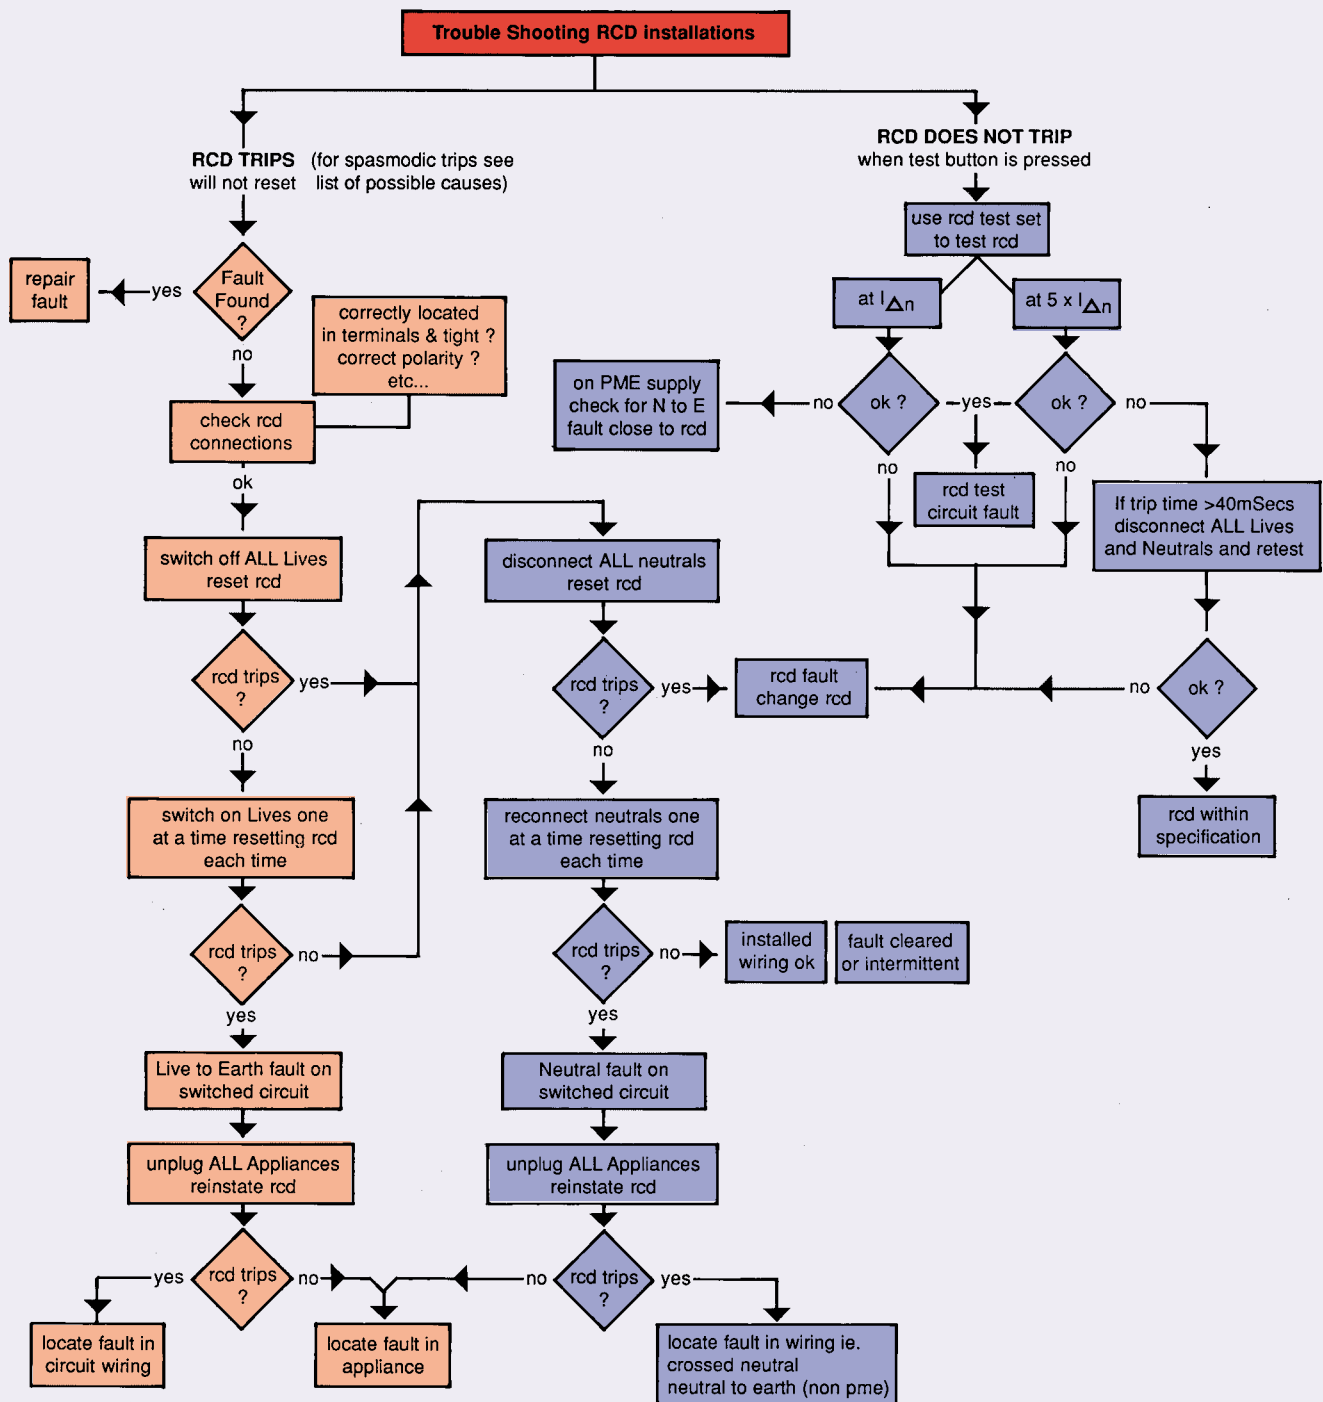 Trouble Shooting RCD installations
RCD TRIPS (for spasmodic trips see
will not reset list of possible causes)
Fault
Found
?
yes
repair
fault
no
correctly located
in terminals & tight ?
correct polarity ?
etc...
check rcd
connections
ok
switch off ALL Lives
reset rcd
rcd trips
?
yes
no
switch on Lives one
at a time resetting rcd
each time
rcd trips
?
no
yes
Live to Earth fault on
switched circuit
unplug ALL Appliances
reinstate rcd
rcd trips
?
yes
no
locate fault in
circuit wiring
locate fault in
appliance
disconnect ALL neutrals
reset rcd
rcd trips
?
yes
rcd fault
change rcd
no
reconnect neutrals one
at a time resetting rcd
each time
rcd trips
?
no
installed
wiring ok
fault cleared
or intermittent
yes
Neutral fault on
switched circuit
unplug ALL Appliances
reinstate rcd
rcd trips
?
no
yes
locate fault in wiring ie.
crossed neutral
neutral to earth (non pme)
RCD DOES NOT TRIP
when test button is pressed
use rcd test set
to test rcd
at IΔn
at 5 x IΔn
on PME supply
check for N to E
fault close to rcd
no
ok ?
yes
ok ?
no
no
no
rcd test
circuit fault
If trip time >40mSecs
disconnect ALL Lives
and Neutrals and retest
no
ok ?
yes
rcd within
specification